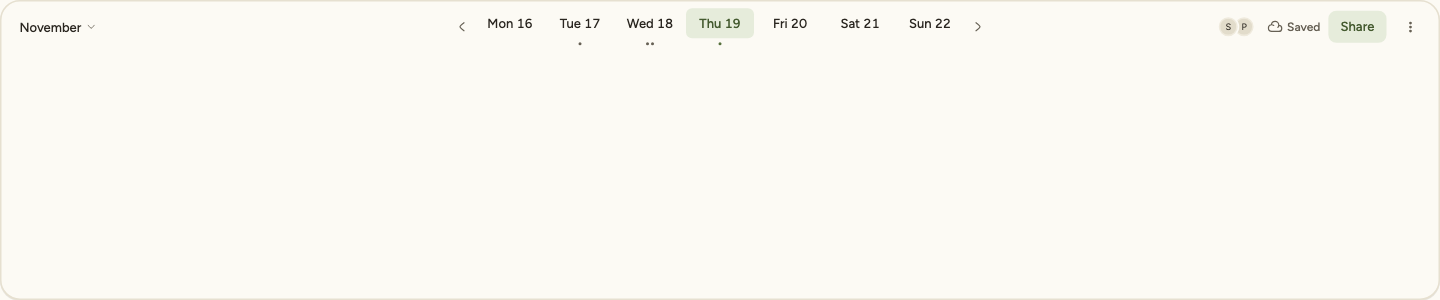 November
Mon 16
Tue 17
Wed 18
Thu 19
Fri 20
Sat 21
Sun 22
S
P
Saved
Share